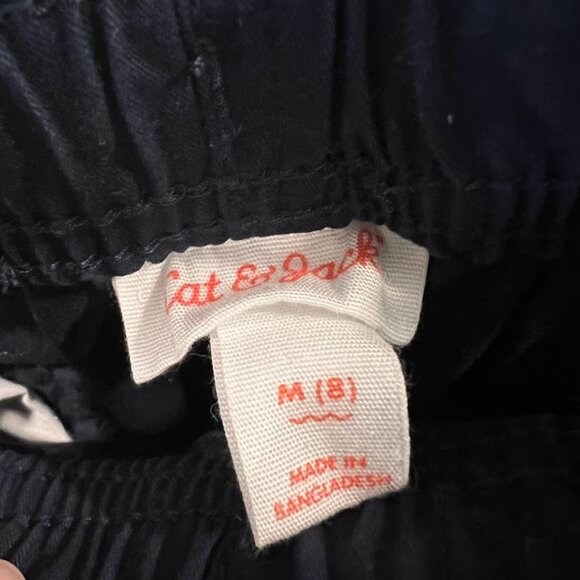 Cat & Jack
M (8)
MADE IN
BANGLADESH